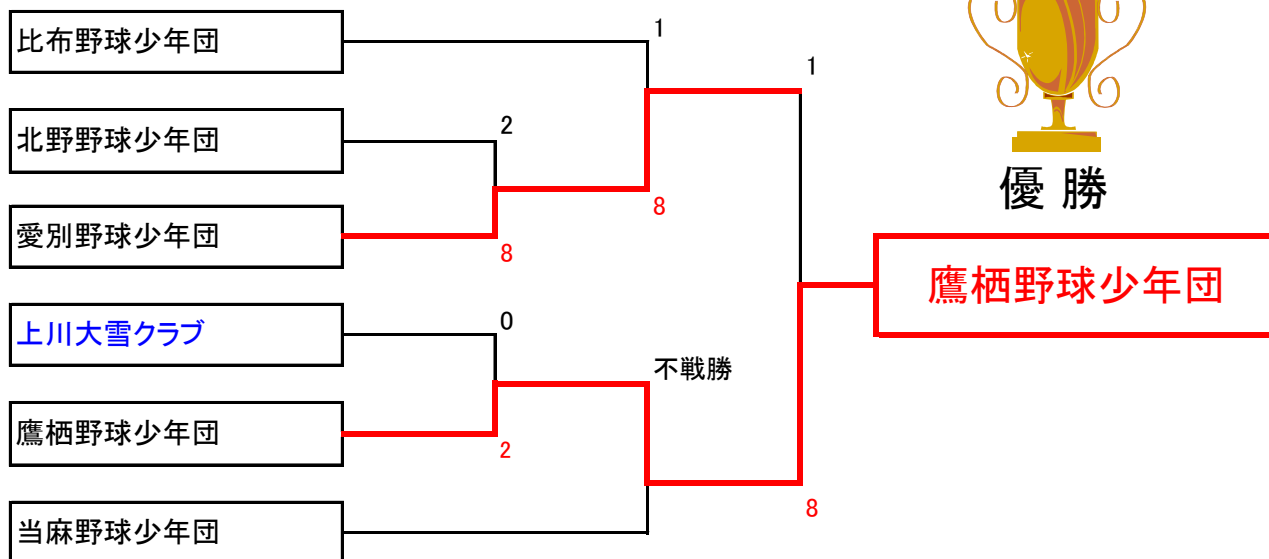 比布野球少年団
1
1
北野野球少年団
2
優勝
愛別野球少年団
8
8
鷹栖野球少年団
上川大雪クラブ
0
不戦勝
鷹栖野球少年団
2
8
当麻野球少年団